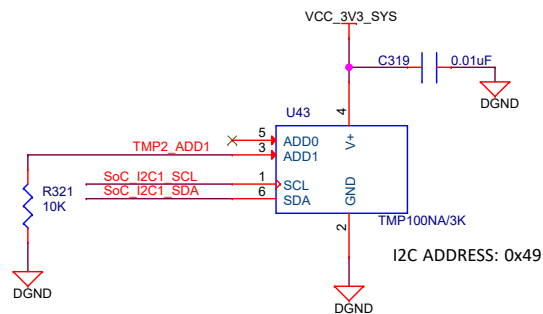 VCC_3V3_SYS
C319 0.01uF
DGND
U43
4
V+
5 ADD0
TMP2_ADD1 3 ADD1
SoC_I2C1_SCL 1 SCL
SoC_I2C1_SDA 6 SDA
R321
10K
GND
2
TMP100NA/3K
I2C ADDRESS: 0x49
DGND
DGND